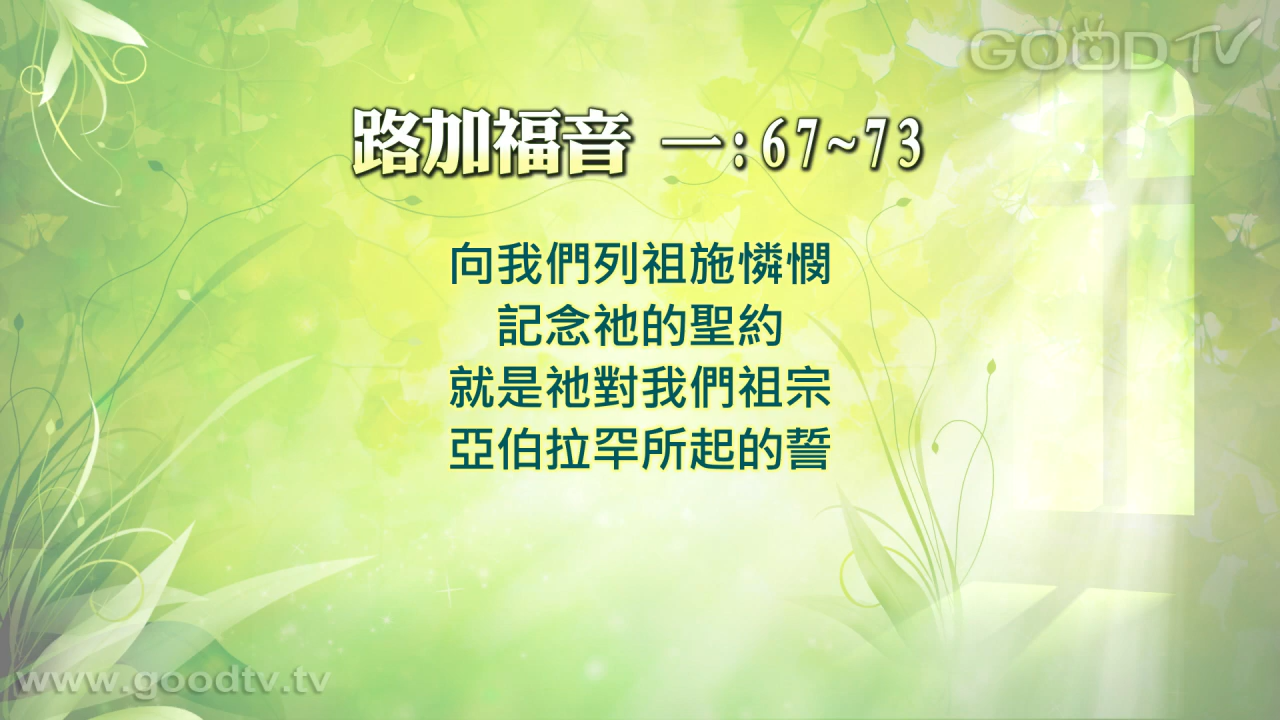 GOOD TV
路加福音 一:67~73
向我們列祖施憐憫
記念祂的聖約
就是祂對我們祖宗
亞伯拉罕所起的誓
www.goodtv.tv